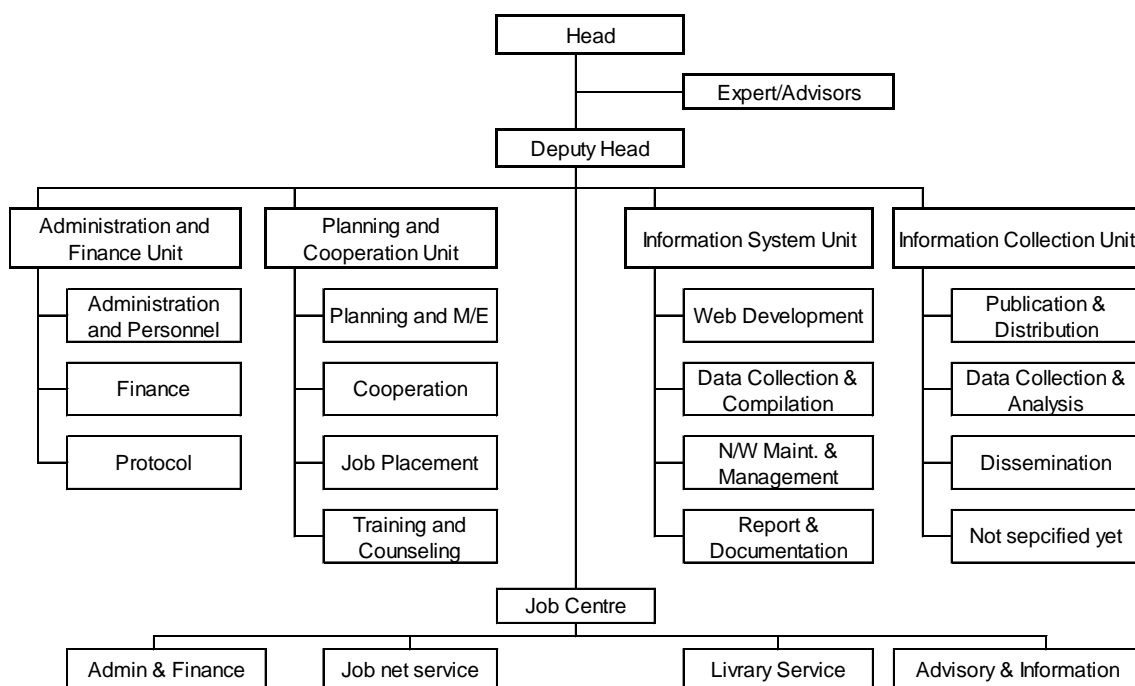 Head
Expert/Advisors
Deputy Head
Administration and
Finance Unit
Planning and
Cooperation Unit
Information System Unit
Information Collection Unit
Administration
and Personnel
Planning and M/E
Web Development
Publication &
Distribution
Finance
Cooperation
Data Collection &
Compilation
Data Collection &
Analysis
Protocol
Job Placement
N/W Maint. &
Management
Dissemination
Training and
Counseling
Report &
Documentation
Not sepcified yet
Job Centre
Admin & Finance
Job net service
Livrary Service
Advisory & Information